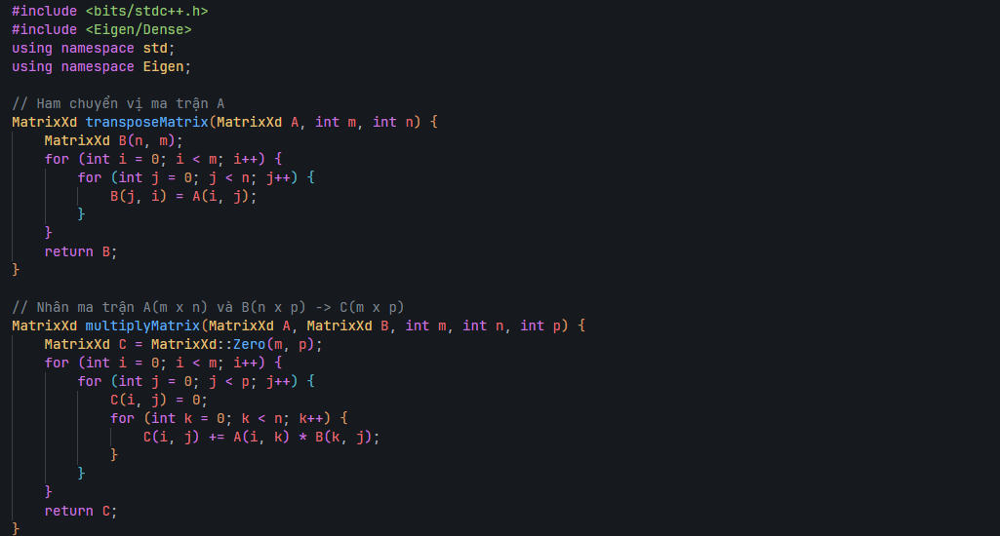 #include <bits/stdc++.h>
#include <Eigen/Dense>
using namespace std;
using namespace Eigen;
// Ham chuyển vị ma trận A
MatrixXd transposeMatrix(MatrixXd A, int m, int n) {
    MatrixXd B(n, m);
    for (int i = 0; i < m; i++) {
        for (int j = 0; j < n; j++) {
            B(j, i) = A(i, j);
        }
    }
    return B;
}
// Nhân ma trận A(m x n) và B(n x p) -> C(m x p)
MatrixXd multiplyMatrix(MatrixXd A, MatrixXd B, int m, int n, int p) {
    MatrixXd C = MatrixXd::Zero(m, p);
    for (int i = 0; i < m; i++) {
        for (int j = 0; j < p; j++) {
            C(i, j) = 0;
            for (int k = 0; k < n; k++) {
                C(i, j) += A(i, k) * B(k, j);
            }
        }
    }
    return C;
}